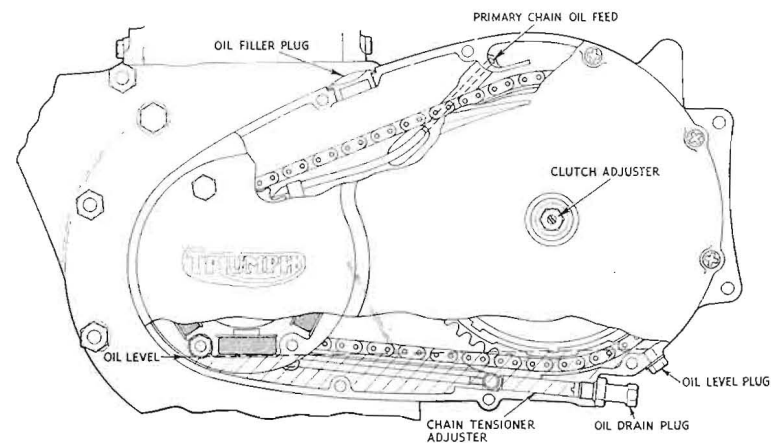 PRIMARY CHAIN OIL FEED
OIL FILLER PLUG
CLUTCH ADJUSTER
TRIUMPH
OIL LEVEL
OIL LEVEL PLUG
CHAIN TENSIONER
ADJUSTER
OIL DRAIN PLUG